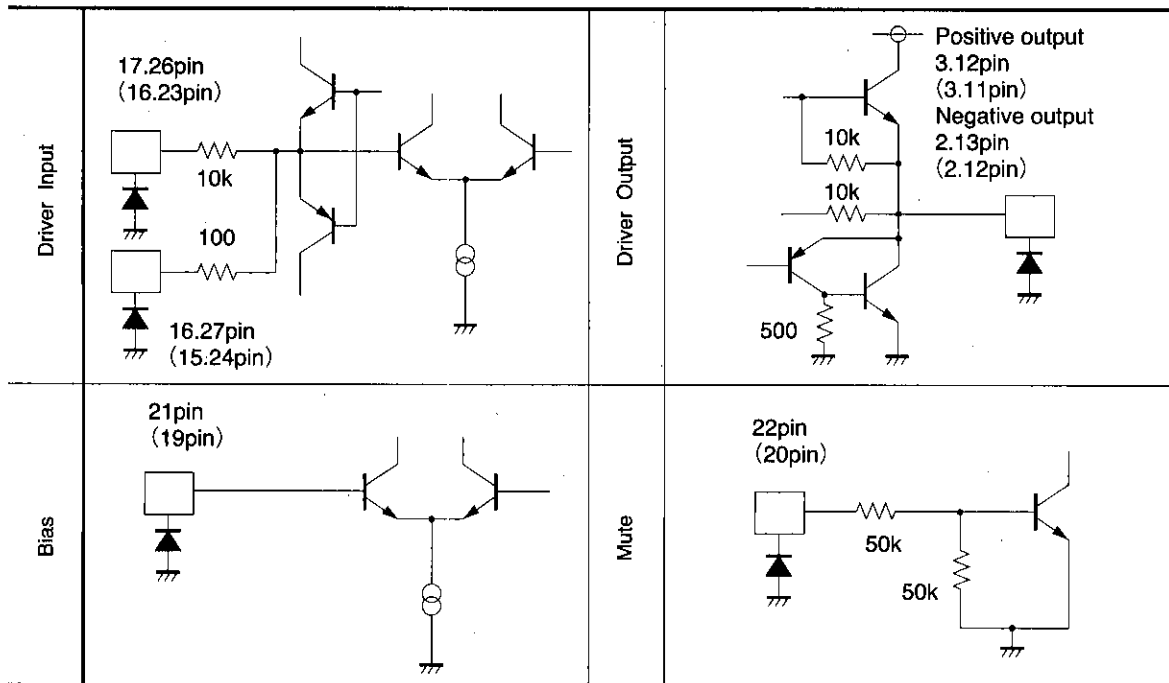 Driver Input
17.26pin
(16.23pin)
10k
100
16.27pin
(15.24pin)
Driver Output
Positive output
3.12pin
(3.11pin)
Negative output
2.13pin
(2.12pin)
10k
10k
500
Bias
21pin
(19pin)
Mute
22pin
(20pin)
50k
50k